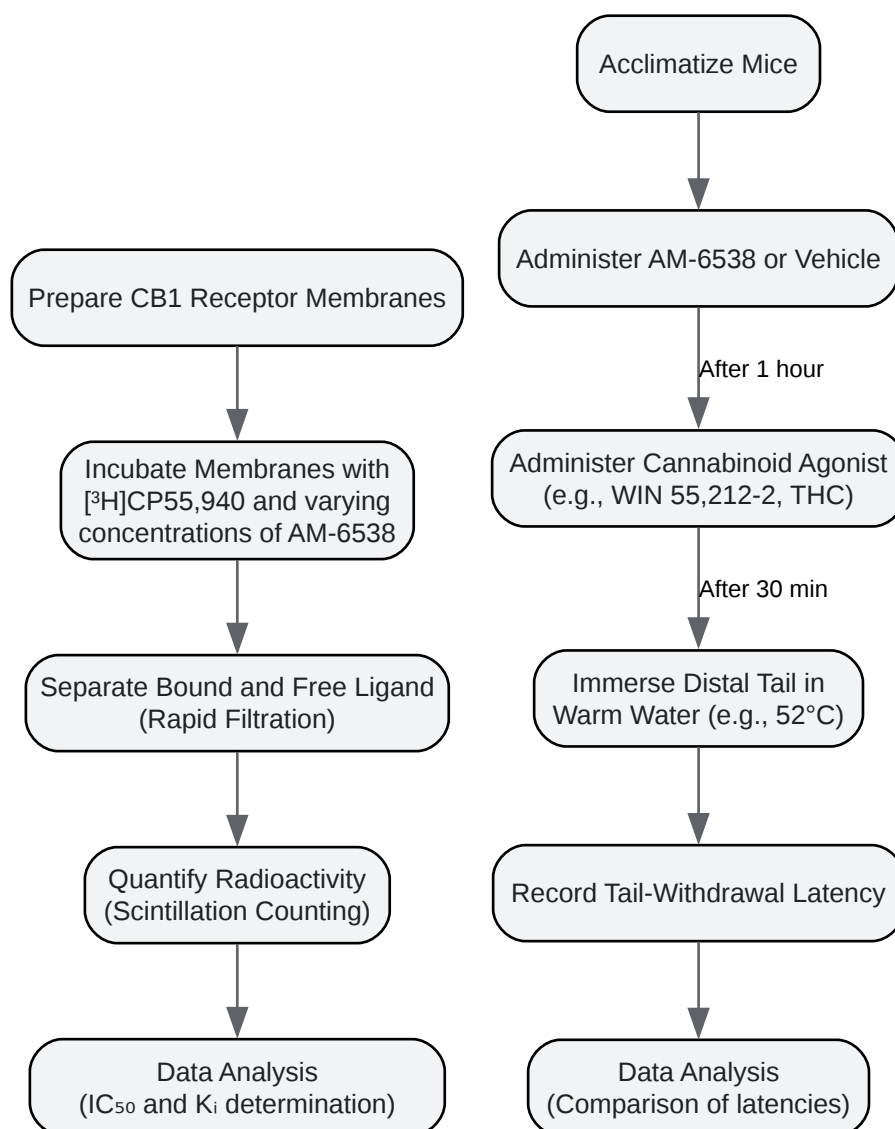 Prepare CB1 Receptor Membranes
Incubate Membranes with
[³H]CP55,940 and varying
concentrations of AM-6538
Separate Bound and Free Ligand
(Rapid Filtration)
Quantify Radioactivity
(Scintillation Counting)
Data Analysis
(IC₅₀ and Kᵢ determination)
Acclimatize Mice
Administer AM-6538 or Vehicle
After 1 hour
Administer Cannabinoid Agonist
(e.g., WIN 55,212-2, THC)
After 30 min
Immerse Distal Tail in
Warm Water (e.g., 52°C)
Record Tail-Withdrawal Latency
Data Analysis
(Comparison of latencies)